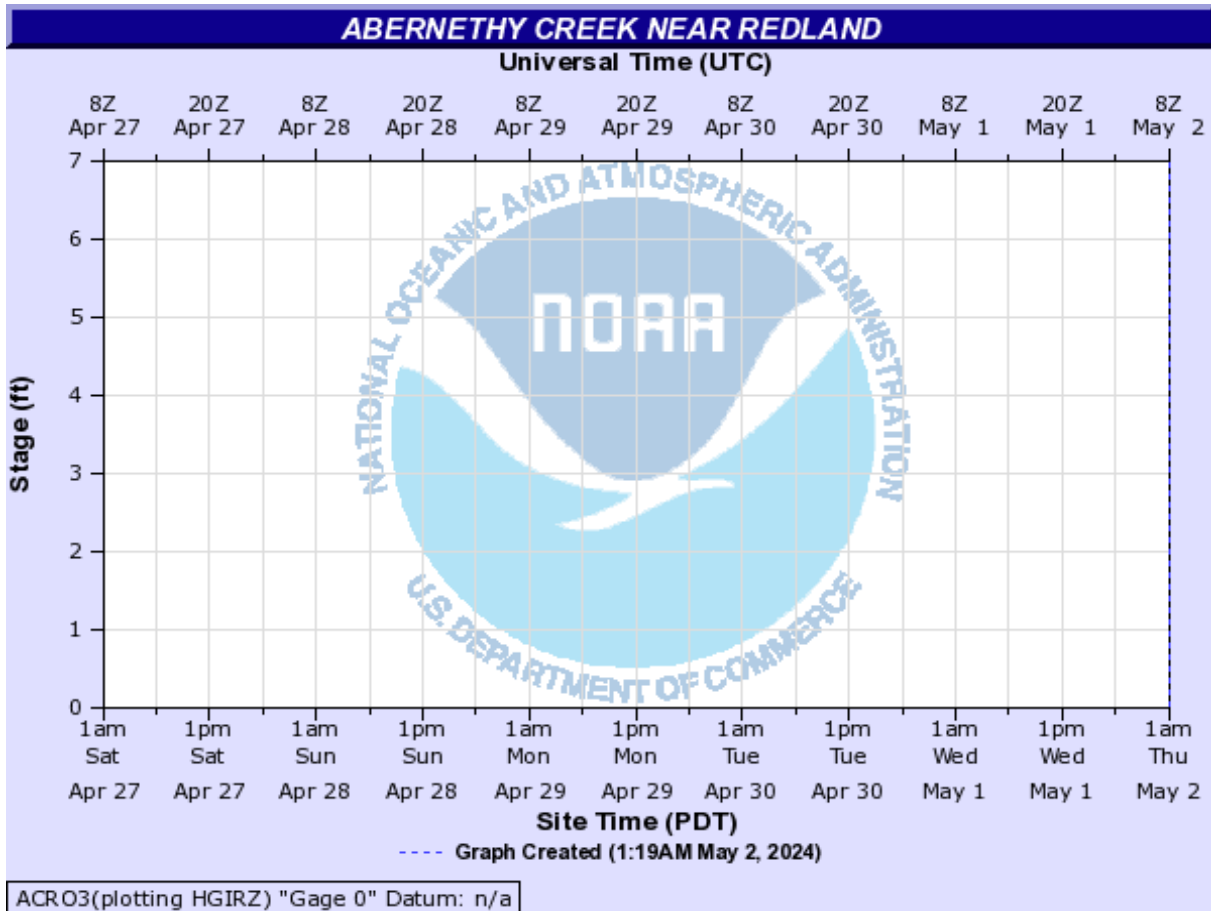 ABERNETHY CREEK NEAR REDLAND
Universal Time (UTC)
8Z 20Z 8Z 20Z 8Z 20Z 8Z 20Z 8Z 20Z 8Z
Apr 27 Apr 27 Apr 28 Apr 28 Apr 29 Apr 29 Apr 30 Apr 30 May 1 May 1 May 2
7
6
5
4
3
2
1
0
Stage (ft)
NATIONAL OCEANIC AND ATMOSPHERIC ADMINISTRATION
NOAA
U.S. DEPARTMENT OF COMMERCE
1am 1pm 1am 1pm 1am 1pm 1am 1pm 1am 1pm 1am
Sat Sat Sun Sun Mon Mon Tue Tue Wed Wed Thu
Apr 27 Apr 27 Apr 28 Apr 28 Apr 29 Apr 29 Apr 30 Apr 30 May 1 May 1 May 2
Site Time (PDT)
---- Graph Created (1:19AM May 2, 2024)
ACRO3(plotting HGIRZ) "Gage 0" Datum: n/a